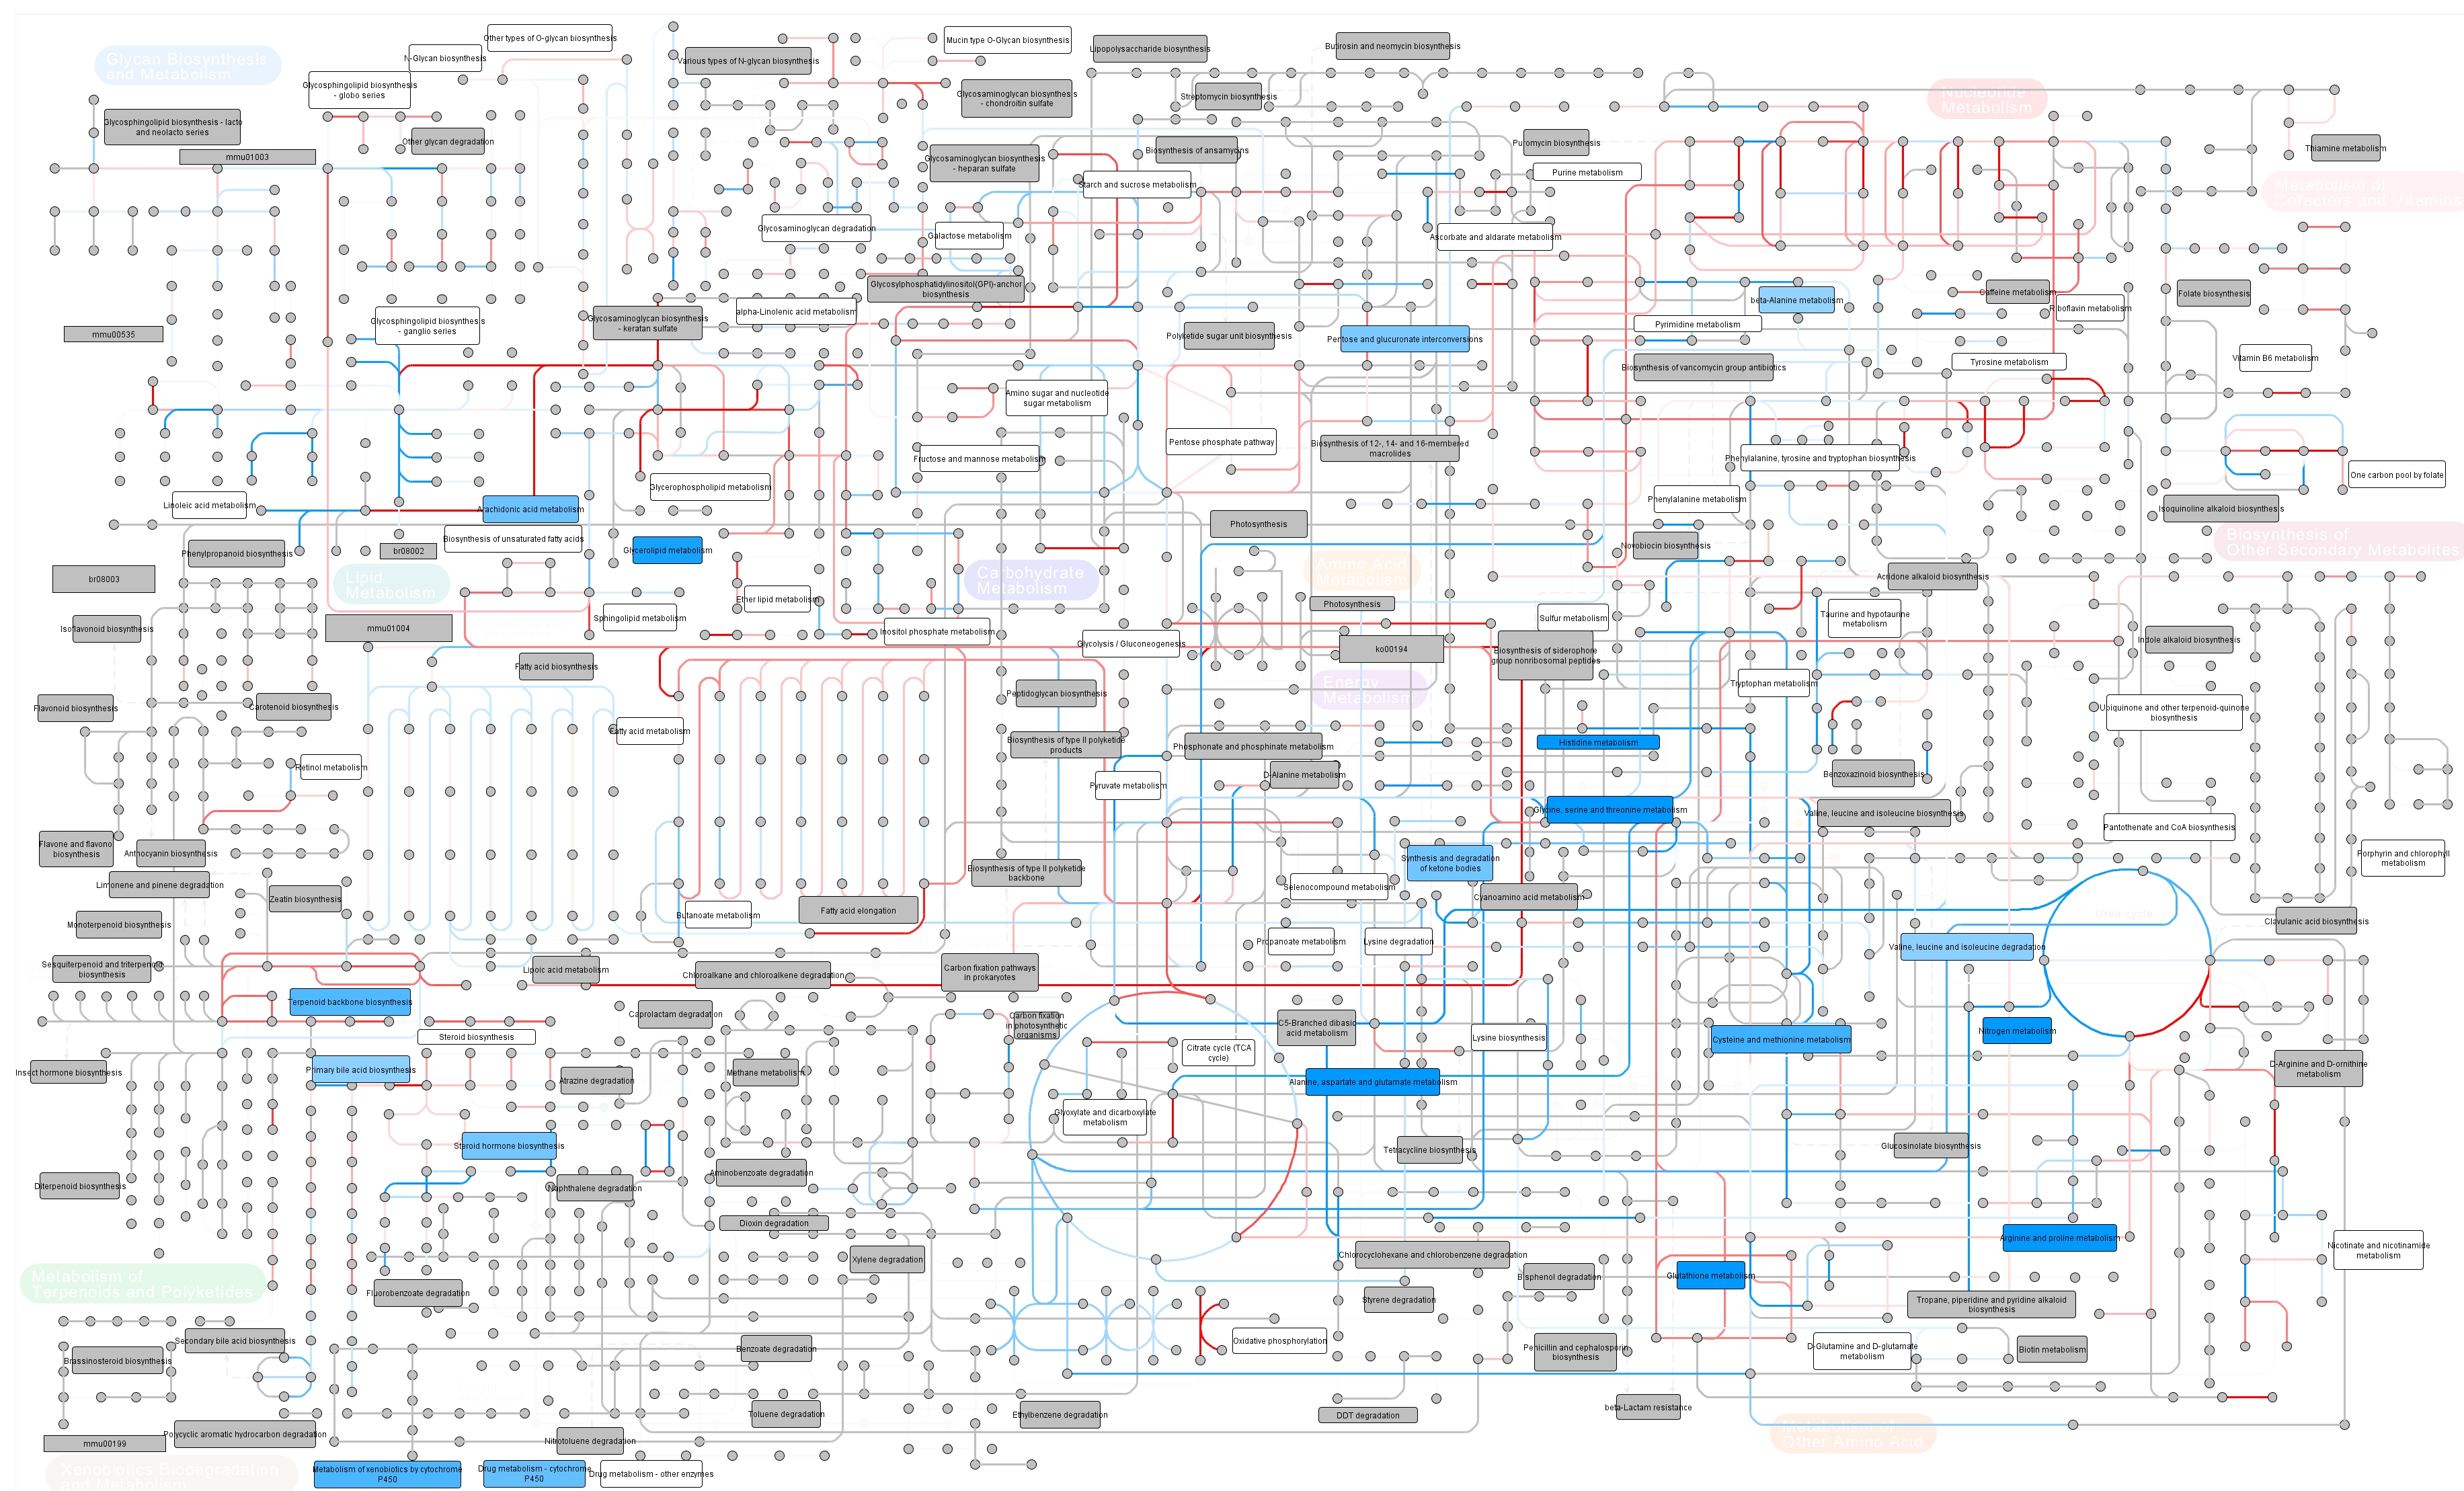 Other types of O-glycan biosynthesis
Mucin type O-Glycan biosynthesis
Lipopolysaccharide biosynthesis
Butirosin and neomycin biosynthesis
Glycan Biosynthesis
and Metabolism
N-Glycan biosynthesis
Various types of N-glycan biosynthesis
Glycosphingolipid biosynthesis
- globo series
Glycosaminoglycan biosynthesis
- chondroitin sulfate
Streptomycin biosynthesis
Nucleotide
Metabolism
Glycosphingolipid biosynthesis - lacto
and neolacto series
Other glycan degradation
mmu01003
Glycosaminoglycan biosynthesis
- heparan sulfate
Biosynthesis of ansamycins
Puromycin biosynthesis
Thiamine metabolism
Starch and sucrose metabolism
Purine metabolism
Metabolism of
Cofactors and Vitamins
Glycosaminoglycan degradation
Galactose metabolism
Ascorbate and aldarate metabolism
Glycosylphosphatidylinositol(GPI)-anchor
biosynthesis
beta-Alanine metabolism
Caffeine metabolism
Folate biosynthesis
Riboflavin metabolism
mmu00535
Glycosphingolipid biosynthesis
- ganglio series
Glycosaminoglycan biosynthesis
- keratan sulfate
alpha-Linolenic acid metabolism
Polyketide sugar unit biosynthesis
Pentose and glucuronate interconversions
Pyrimidine metabolism
Biosynthesis of vancomycin group antibiotics
Tyrosine metabolism
Vitamin B6 metabolism
Amino sugar and nucleotide
sugar metabolism
Pentose phosphate pathway
Biosynthesis of 12-, 14- and 16-membered
macrolides
Fructose and mannose metabolism
Phenylalanine, tyrosine and tryptophan biosynthesis
One carbon pool by folate
Linoleic acid metabolism
Arachidonic acid metabolism
Glycerophospholipid metabolism
Phenylalanine metabolism
Isoquinoline alkaloid biosynthesis
Photosynthesis
Biosynthesis of unsaturated fatty acids
Phenylpropanoid biosynthesis
br08002
Glycerolipid metabolism
Novobiocin biosynthesis
Biosynthesis of
Other Secondary Metabolites
br08003
Lipid
Metabolism
Carbohydrate
Metabolism
Amino Acid
Metabolism
Acridone alkaloid biosynthesis
Ether lipid metabolism
Photosynthesis
Sphingolipid metabolism
Sulfur metabolism
Taurine and hypotaurine
metabolism
Isoflavonoid biosynthesis
mmu01004
Inositol phosphate metabolism
Glycolysis / Gluconeogenesis
ko00194
Biosynthesis of siderophore
group nonribosomal peptides
Indole alkaloid biosynthesis
Fatty acid biosynthesis
Peptidoglycan biosynthesis
Energy
Metabolism
Tryptophan metabolism
Flavonoid biosynthesis
Carotenoid biosynthesis
Fatty acid metabolism
Ubiquinone and other terpenoid-quinone
biosynthesis
Biosynthesis of type II polyketide
products
Phosphonate and phosphinate metabolism
Histidine metabolism
Retinol metabolism
Pyruvate metabolism
D-Alanine metabolism
Benzoxazinoid biosynthesis
Glycine, serine and threonine metabolism
Valine, leucine and isoleucine biosynthesis
Pantothenate and CoA biosynthesis
Flavone and flavono
biosynthesis
Anthocyanin biosynthesis
Biosynthesis of type II polyketide
backbone
Synthesis and degradation
of ketone bodies
Porphyrin and chlorophyll
metabolism
Limonene and pinene degradation
Zeatin biosynthesis
Selenocompound metabolism
Cyanoamino acid metabolism
Butanoate metabolism
Fatty acid elongation
Urea cycle
Monoterpenoid biosynthesis
Clavulanic acid biosynthesis
Propanoate metabolism
Lysine degradation
Valine, leucine and isoleucine degradation
Sesquiterpenoid and triterpenoid
biosynthesis
Lipoic acid metabolism
Chloroalkane and chloroalkene degradation
Carbon fixation pathways
in prokaryotes
Terpenoid backbone biosynthesis
Caprolactam degradation
Carbon fixation
in photosynthetic
organisms
C5-Branched dibasic
acid metabolism
Steroid biosynthesis
Lysine biosynthesis
Cysteine and methionine metabolism
Nitrogen metabolism
Citrate cycle (TCA
cycle)
Insect hormone biosynthesis
Primary bile acid biosynthesis
Atrazine degradation
Methane metabolism
Alanine, aspartate and glutamate metabolism
D-Arginine and D-ornithine
metabolism
Glyoxylate and dicarboxylate
metabolism
Steroid hormone biosynthesis
Tetracycline biosynthesis
Glucosinolate biosynthesis
Diterpenoid biosynthesis
Naphthalene degradation
Aminobenzoate degradation
Dioxin degradation
Xylene degradation
Chlorocyclohexane and chlorobenzene degradation
Arginine and proline metabolism
Nicotinate and nicotinamide
metabolism
Metabolism of
Terpenoids and Polyketides
Fluorobenzoate degradation
Bisphenol degradation
Glutathione metabolism
Styrene degradation
Tropane, piperidine and pyridine alkaloid
biosynthesis
Secondary bile acid biosynthesis
Oxidative phosphorylation
Brassinosteroid biosynthesis
Benzoate degradation
Penicillin and cephalosporin
biosynthesis
D-Glutamine and D-glutamate
metabolism
Biotin metabolism
Toluene degradation
Ethylbenzene degradation
DDT degradation
beta-Lactam resistance
mmu00199
Polycyclic aromatic hydrocarbon degradation
Nitrotoluene degradation
Metabolism of
Other Amino Acid
Xenobiotics Biodegradation
and Metabolism
Metabolism of xenobiotics by cytochrome
P450
Drug metabolism - cytochrome
P450
Drug metabolism - other enzymes